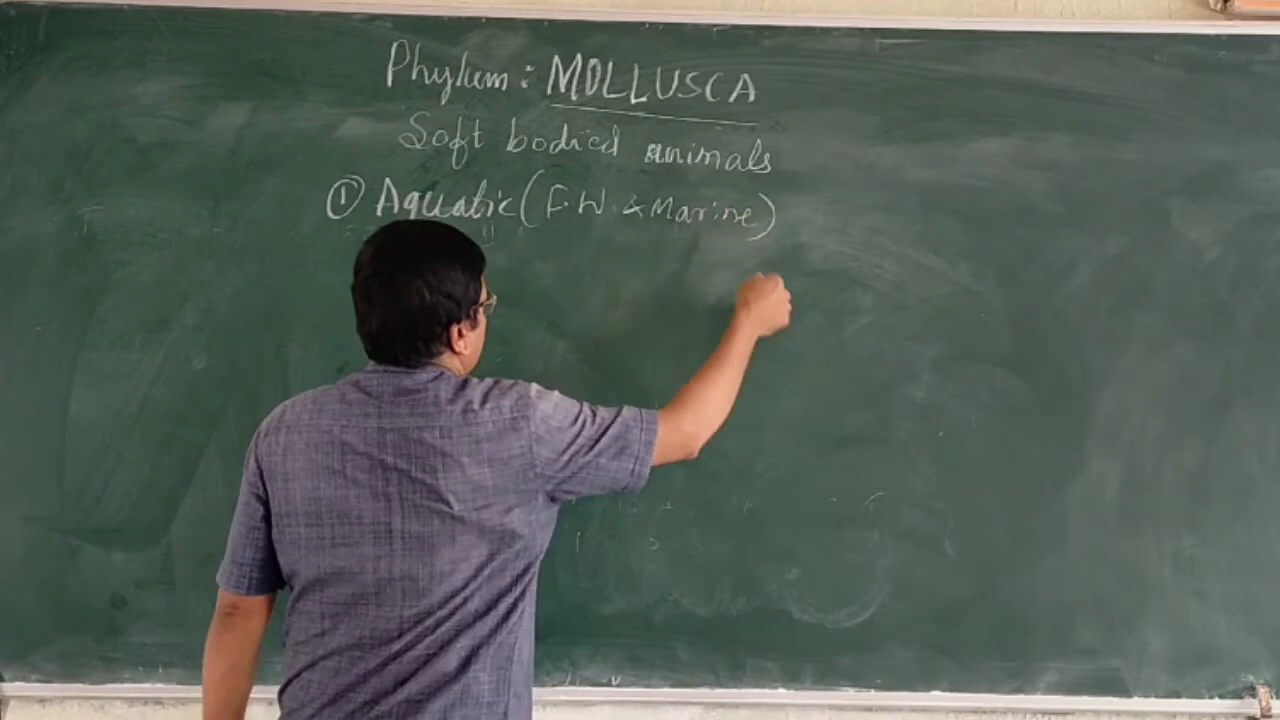 Phylum : MOLLUSCA
Soft bodied animals
① Aquatic (F.W. & Marine)